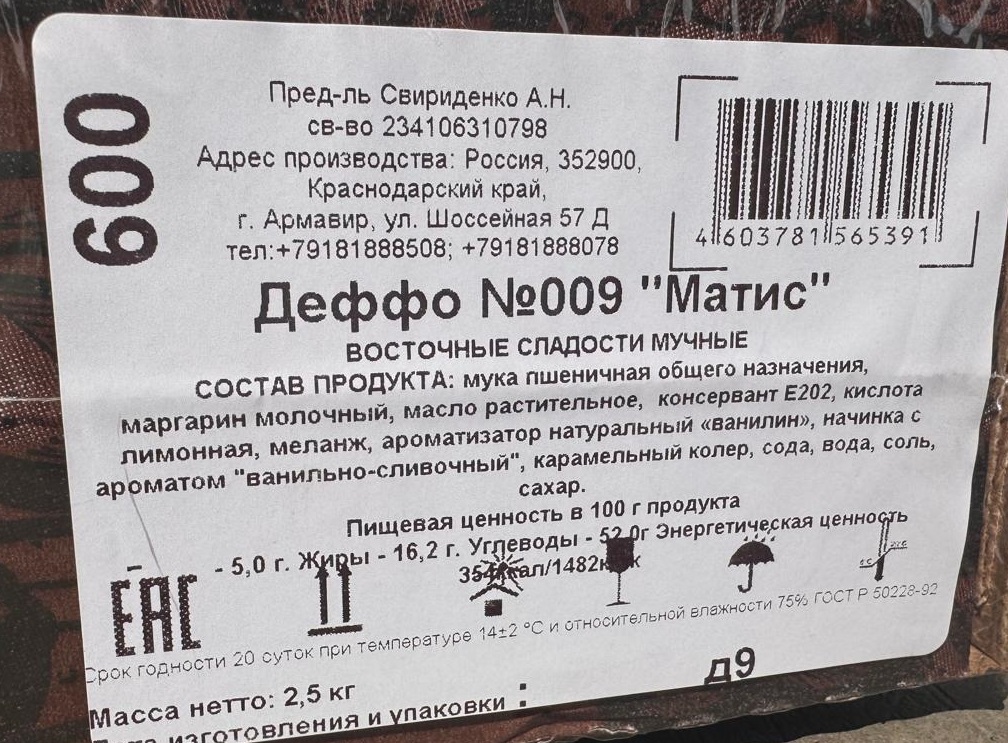 600
Пред-ль Свириденко А.Н.
св-во 234106310798
Адрес производства: Россия, 352900,
Краснодарский край,
г. Армавир, ул. Шоссейная 57 Д
тел:+79181888508; +79181888078
4 603781 565391
Деффо №009 "Матис"
ВОСТОЧНЫЕ СЛАДОСТИ МУЧНЫЕ
СОСТАВ ПРОДУКТА: мука пшеничная общего назначения,
маргарин молочный, масло растительное, консервант Е202, кислота
лимонная, меланж, ароматизатор натуральный «ванилин», начинка с
ароматом "ванильно-сливочный", карамельный колер, сода, вода, соль,
сахар.
Пищевая ценность в 100 г продукта
- 5,0 г. Жиры - 16,2 г. Углеводы - 52,0г Энергетическая ценность
EAC
Срок годности 20 суток при температуре 14±2 °С и относительной влажности 75% ГОСТ Р 50228-92
д9
Масса нетто: 2,5 кг
изготовления и упаковки :